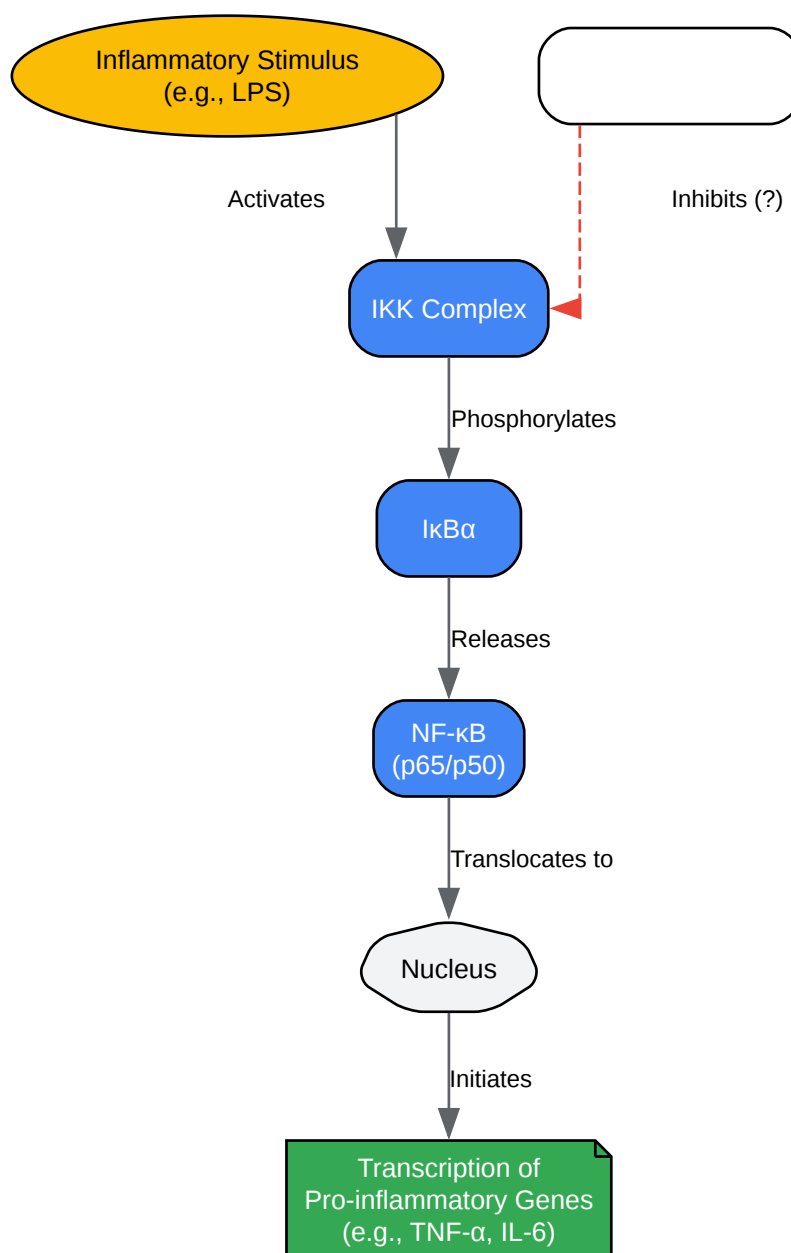 Inflammatory Stimulus
(e.g., LPS)
Activates
Inhibits (?)
IKK Complex
Phosphorylates
IκBα
Releases
NF-κB
(p65/p50)
Translocates to
Nucleus
Initiates
Transcription of
Pro-inflammatory Genes
(e.g., TNF-α, IL-6)